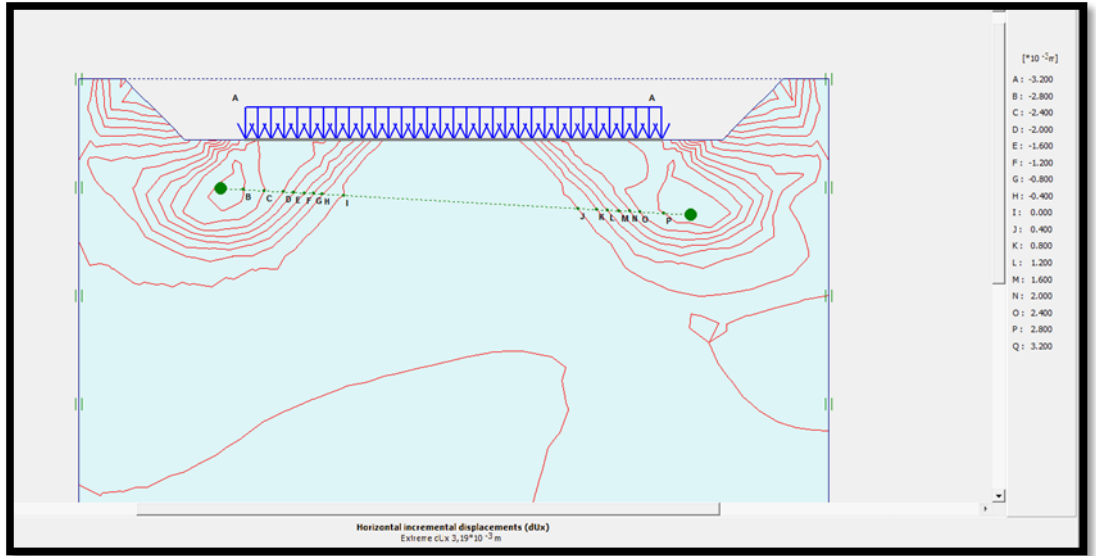 [*10 -3m]
A : -3.200
B : -2.800
C : -2.400
D : -2.000
E : -1.600
F : -1.200
G : -0.800
H : -0.400
I : 0.000
J : 0.400
K : 0.800
L : 1.200
M : 1.600
N : 2.000
O : 2.400
P : 2.800
Q : 3.200
A A
B C D E F G H I J K L M N O P
Horizontal incremental displacements (dUx)
Extreme dUx 3,19*10 -3 m